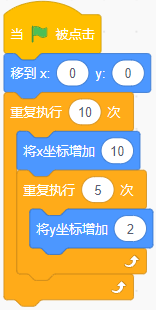 当 被点击
移到 x: 0 y: 0
重复执行 10 次
将x坐标增加 10
重复执行 5 次
将y坐标增加 2